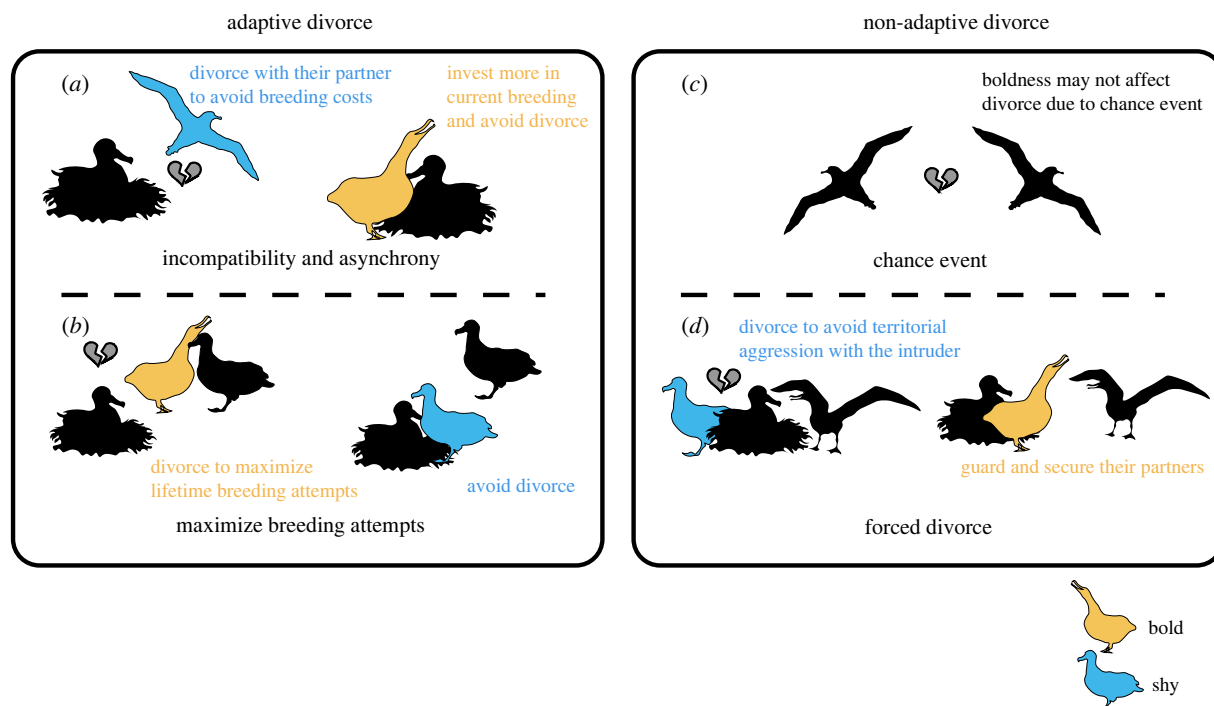 adaptive divorce
non-adaptive divorce
(a)
divorce with their partner
to avoid breeding costs
invest more in
current breeding
and avoid divorce
incompatibility and asynchrony
(b)
divorce to maximize
lifetime breeding attempts
avoid divorce
maximize breeding attempts
(c)
boldness may not affect
divorce due to chance event
chance event
(d)
divorce to avoid territorial
aggression with the intruder
guard and secure their partners
forced divorce
bold
shy